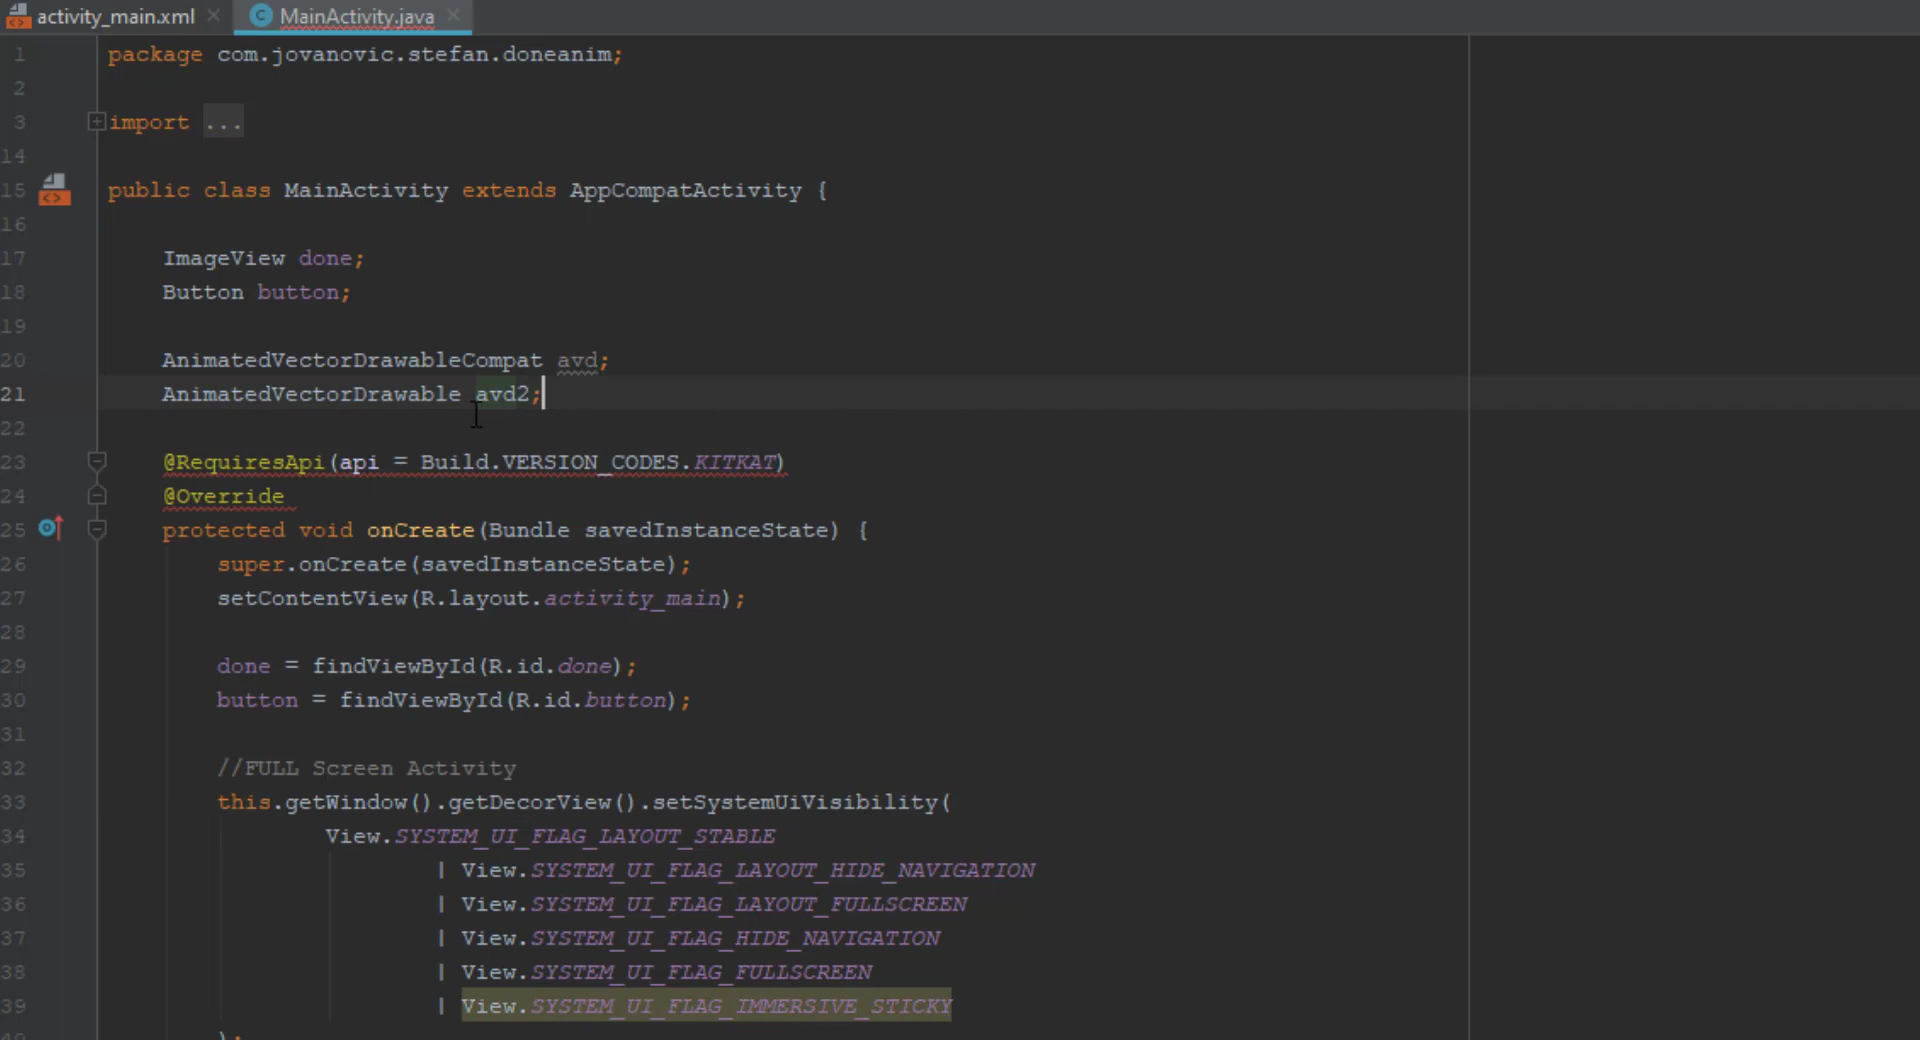 activity_main.xml MainActivity.java
1 package com.jovanovic.stefan.doneanim;
2
3 import ...
14
15 public class MainActivity extends AppCompatActivity {
16
17 ImageView done;
18 Button button;
19
20 AnimatedVectorDrawableCompat avd;
21 AnimatedVectorDrawable avd2;
22
23 @RequiresApi(api = Build.VERSION_CODES.KITKAT)
24 @Override
25 protected void onCreate(Bundle savedInstanceState) {
26 super.onCreate(savedInstanceState);
27 setContentView(R.layout.activity_main);
28
29 done = findViewById(R.id.done);
30 button = findViewById(R.id.button);
31
32 //FULL Screen Activity
33 this.getWindow().getDecorView().setSystemUiVisibility(
34 View.SYSTEM_UI_FLAG_LAYOUT_STABLE
35 | View.SYSTEM_UI_FLAG_LAYOUT_HIDE_NAVIGATION
36 | View.SYSTEM_UI_FLAG_LAYOUT_FULLSCREEN
37 | View.SYSTEM_UI_FLAG_HIDE_NAVIGATION
38 | View.SYSTEM_UI_FLAG_FULLSCREEN
39 | View.SYSTEM_UI_FLAG_IMMERSIVE_STICKY
);